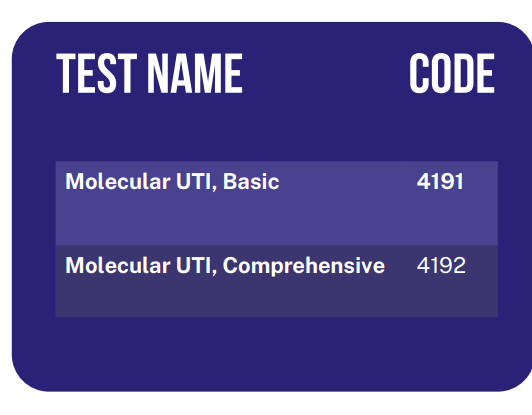 TEST NAME CODE
Molecular UTI, Basic 4191
Molecular UTI, Comprehensive 4192